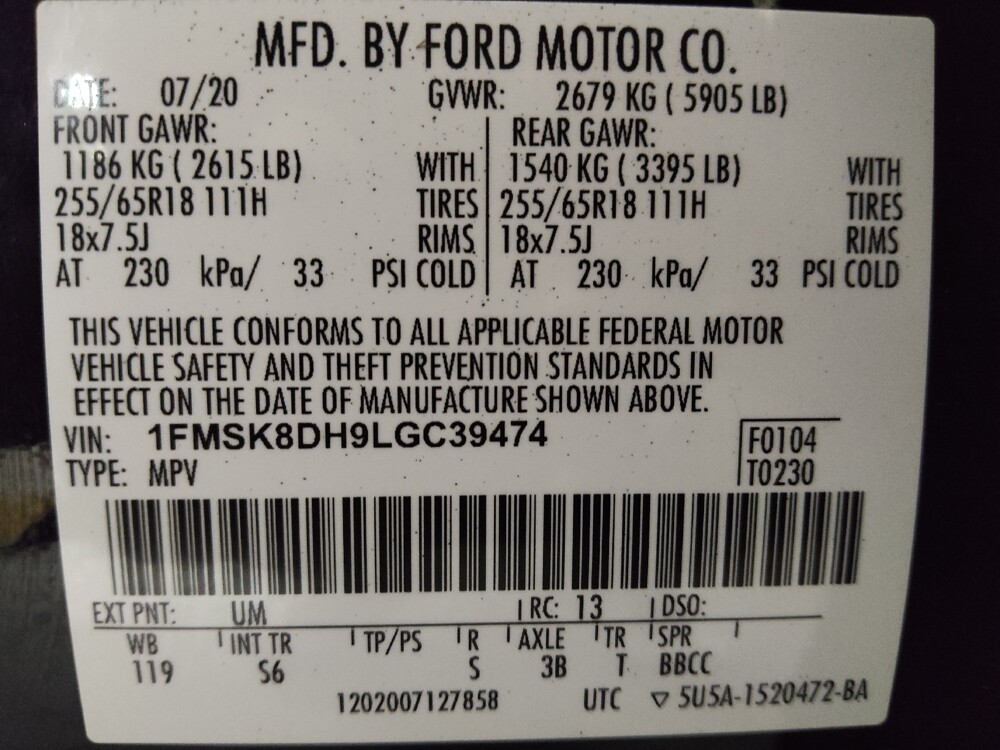 MFD. BY FORD MOTOR CO.
DATE: 07/20 GVWR: 2679 KG ( 5905 LB)
FRONT GAWR: REAR GAWR:
1186 KG ( 2615 LB) WITH 1540 KG ( 3395 LB) WITH
255/65R18 111H TIRES 255/65R18 111H TIRES
18x7.5J RIMS 18x7.5J RIMS
AT 230 kPa/ 33 PSI COLD AT 230 kPa/ 33 PSI COLD
THIS VEHICLE CONFORMS TO ALL APPLICABLE FEDERAL MOTOR
VEHICLE SAFETY AND THEFT PREVENTION STANDARDS IN
EFFECT ON THE DATE OF MANUFACTURE SHOWN ABOVE.
VIN: 1FMSK8DH9LGC39474 F0104
TYPE: MPV T0230
EXT PNT: UM RC: 13 DSO:
WB INT TR TP/PS R AXLE TR SPR
119 S6 S 3B T BBCC
1202007127858 UTC ▽ 5U5A-1520472-BA